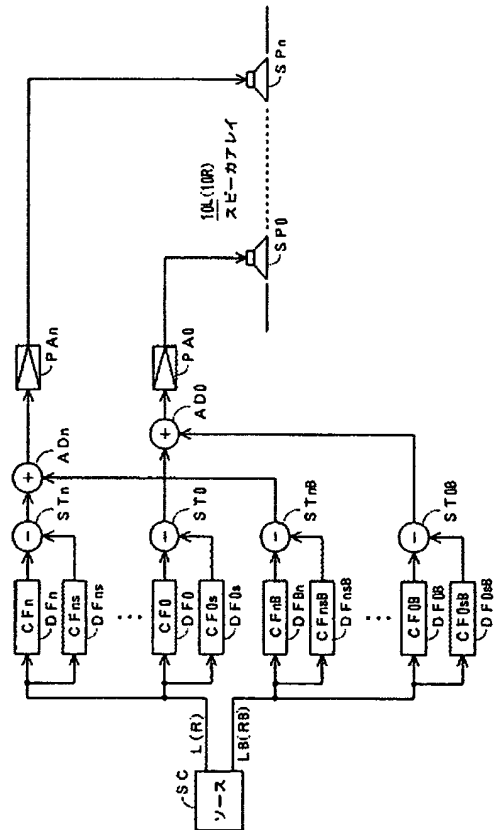 SC
ソース
L(R)
LB(RB)
CFn
DFn
CFns
DFns
CF0
DF0
CF0s
DF0s
CFnB
DFBn
CFnsB
DFnsB
CF0B
DF0B
CF0sB
DF0sB
STn
ST0
STnB
ST0B
ADn
AD0
PAn
PA0
10L(10R)
スピーカアレイ
SP0
SPn